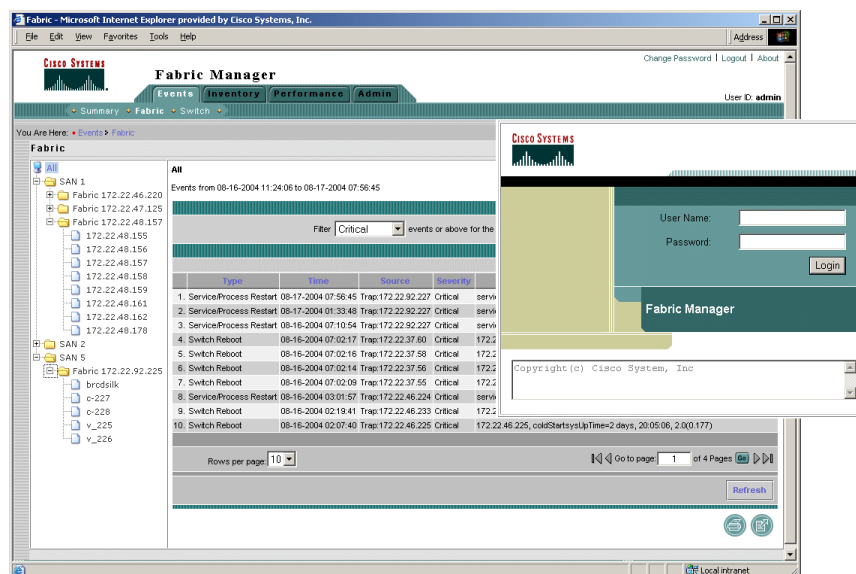 Fabric - Microsoft Internet Explorer provided by Cisco Systems, Inc.
File Edit View Favorites Tools Help
Address
CISCO SYSTEMS
Fabric Manager
Change Password | Logout | About
Events Inventory Performance Admin
User ID: admin
Summary Fabric Switch
You Are Here: Events Fabric
Fabric
All
SAN 1
Fabric 172.22.46.220
Fabric 172.22.47.125
Fabric 172.22.48.157
172.22.48.155
172.22.48.156
172.22.48.157
172.22.48.158
172.22.48.159
172.22.48.161
172.22.48.162
172.22.48.178
SAN 2
SAN 5
Fabric 172.22.92.225
brcdsilk
c-227
c-228
v_225
v_226
All
Events from 08-16-2004 11:24:06 to 08-17-2004 07:56:45
Filter Critical events or above for the
Type Time Source Severity
1. Service/Process Restart 08-17-2004 07:56:45 Trap:172.22.92.227 Critical servi
2. Service/Process Restart 08-17-2004 01:33:48 Trap:172.22.92.227 Critical servi
3. Service/Process Restart 08-16-2004 07:10:54 Trap:172.22.92.227 Critical servi
4. Switch Reboot 08-16-2004 07:02:17 Trap:172.22.37.60 Critical 172.2
5. Switch Reboot 08-16-2004 07:02:16 Trap:172.22.37.58 Critical 172.2
6. Switch Reboot 08-16-2004 07:02:14 Trap:172.22.37.56 Critical 172.2
7. Switch Reboot 08-16-2004 07:02:09 Trap:172.22.37.55 Critical 172.2
8. Service/Process Restart 08-16-2004 03:01:57 Trap:172.22.46.224 Critical servi
9. Switch Reboot 08-16-2004 02:19:41 Trap:172.22.46.233 Critical 172.2
10. Switch Reboot 08-16-2004 02:07:40 Trap:172.22.46.225 Critical 172.22.46.225, coldStartsysUpTime=2 days, 20:05:06, 2.0(0.177)
Rows per page: 10
Go to page: 1 of 4 Pages Go
Refresh
Local intranet
CISCO SYSTEMS
User Name:
Password:
Login
Fabric Manager
Copyright(c) Cisco System, Inc